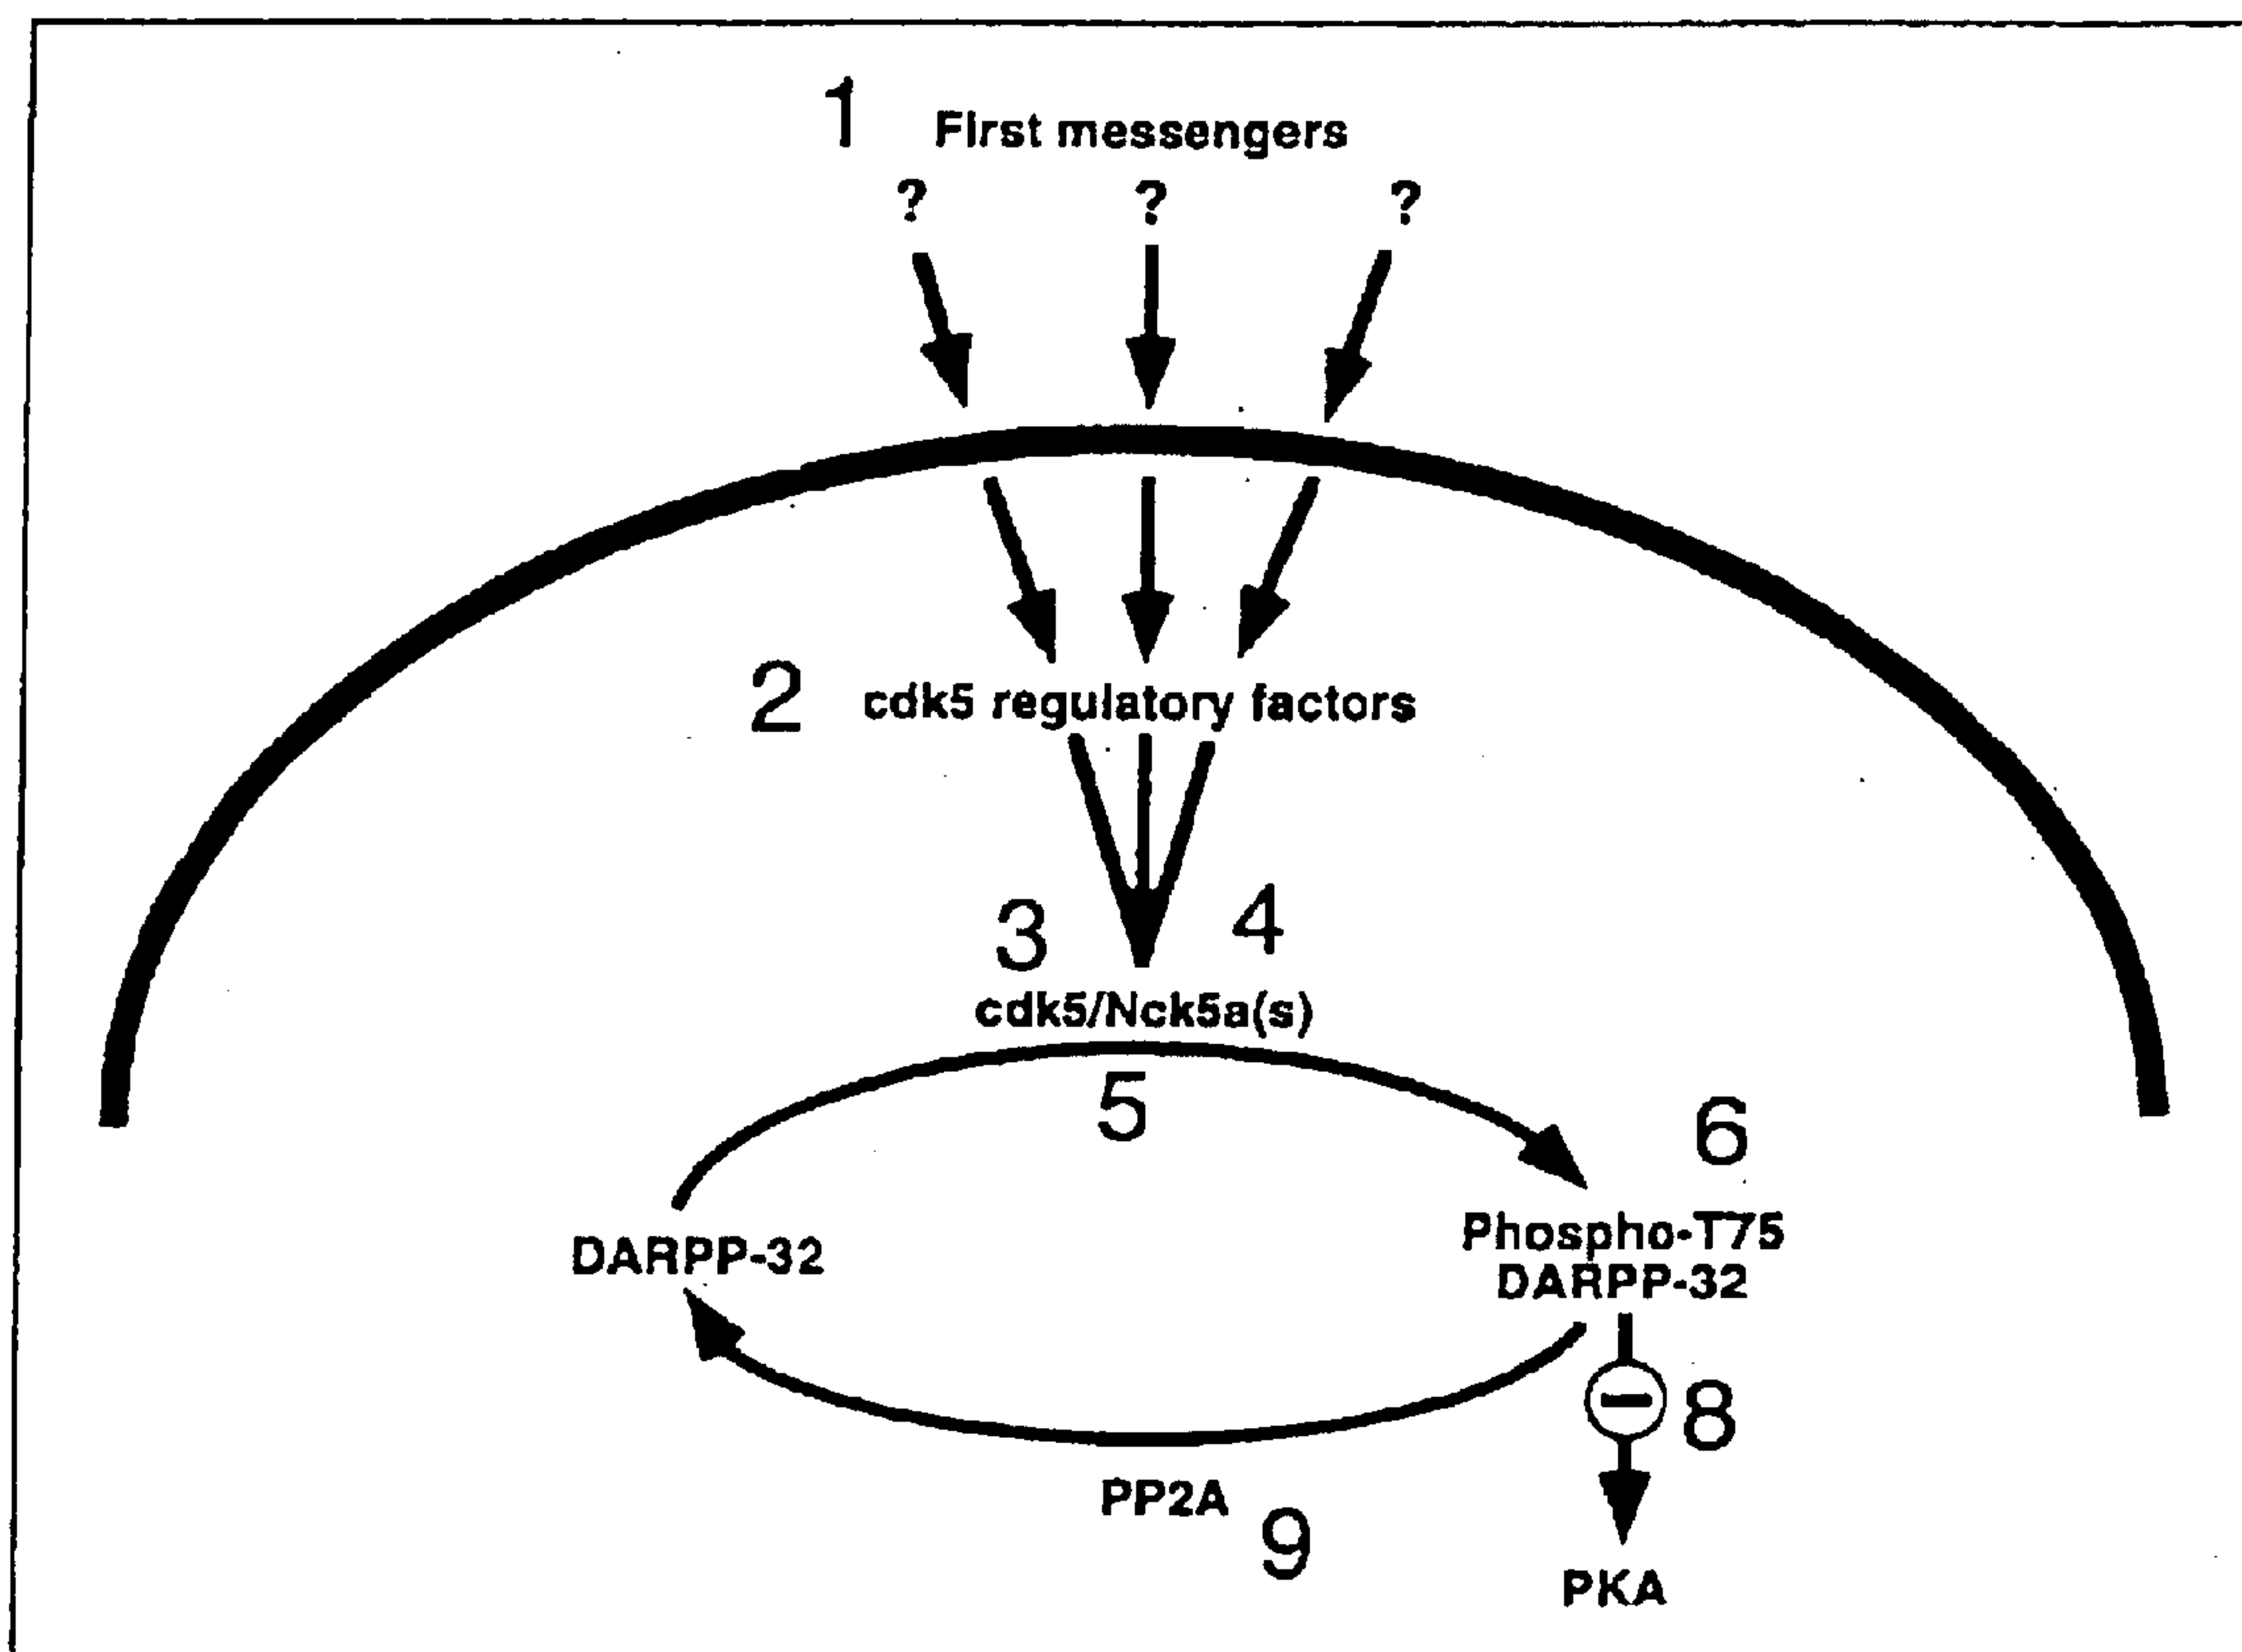 1 First messengers
? ? ?
2 cdk5 regulatory factors
3 4
cdk5/Nck5a(s)
5
6
DARPP-32
Phospho-T75
DARPP-32
8
PP2A
9
PKA